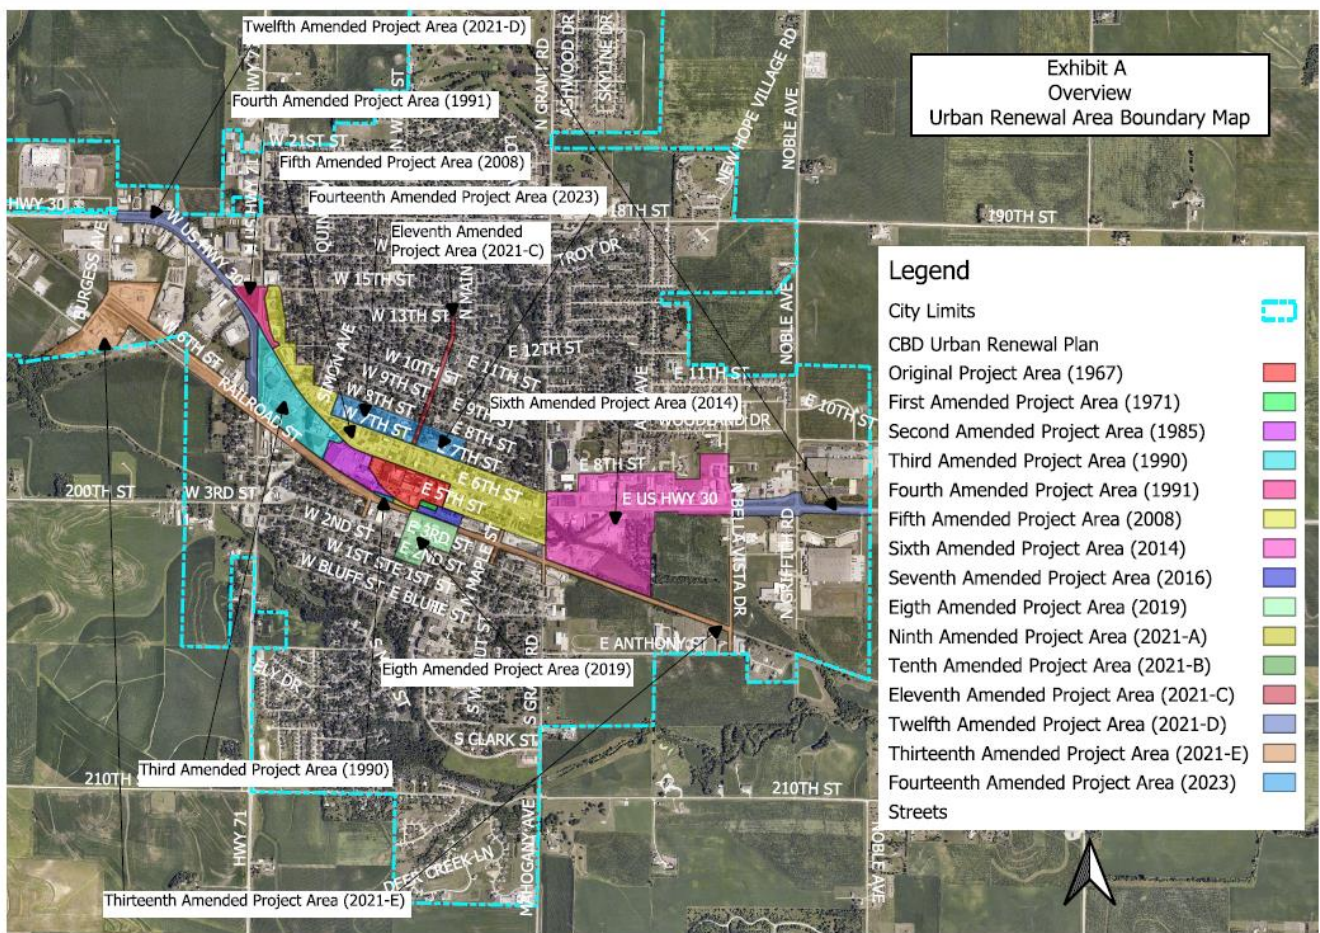 Twelfth Amended Project Area (2021-D)
Exhibit A
Overview
Urban Renewal Area Boundary Map
Fourth Amended Project Area (1991)
Fifth Amended Project Area (2008)
Fourteenth Amended Project Area (2023)
Eleventh Amended
Project Area (2021-C)
Sixth Amended Project Area (2014)
Eigth Amended Project Area (2019)
Third Amended Project Area (1990)
Thirteenth Amended Project Area (2021-E)
N GRANT RD
ASHWOOD DR
SKYLINE DR
NEW HOPE VILLAGE RD
NOBLE AVE
W 21ST ST
HWY 30
W US HWY 30
BURGESS AVE
18TH ST
190TH ST
TROY DR
W 15TH ST
N MAIN
W 13TH ST
NOBLE AVE
E 12TH ST
W 10TH ST
E 11TH ST
E 11TH ST
W 9TH ST
W 8TH ST
W 7TH ST
E 8TH ST
E 7TH ST
E 10TH ST
W 6TH ST
RAILROAD ST
E 8TH ST
E 6TH ST
E US HWY 30
E 5TH ST
200TH ST
W 3RD ST
W 2ND ST
E 3RD ST
E 2ND ST
W 1ST ST
E 1ST ST
W BLUFF ST
N MAPLE ST
N BELLA VISTA DR
N GRIFFITH RD
E ANTHONY ST
ELY DR
S CLARK ST
210TH S
210TH ST
HWY 71
MAHOGANY AVE
DEER CREEK LN
NOBLE AVE
Legend
City Limits
CBD Urban Renewal Plan
Original Project Area (1967)
First Amended Project Area (1971)
Second Amended Project Area (1985)
Third Amended Project Area (1990)
Fourth Amended Project Area (1991)
Fifth Amended Project Area (2008)
Sixth Amended Project Area (2014)
Seventh Amended Project Area (2016)
Eigth Amended Project Area (2019)
Ninth Amended Project Area (2021-A)
Tenth Amended Project Area (2021-B)
Eleventh Amended Project Area (2021-C)
Twelfth Amended Project Area (2021-D)
Thirteenth Amended Project Area (2021-E)
Fourteenth Amended Project Area (2023)
Streets